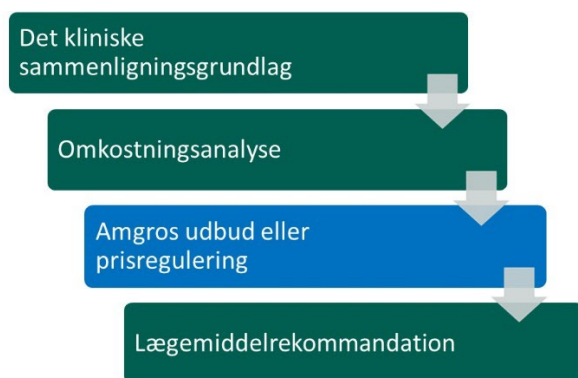 Det kliniske
sammenligningsgrundlag
Omkostningsanalyse
Amgros udbud eller
prisregulering
Lægemiddelrekommandation